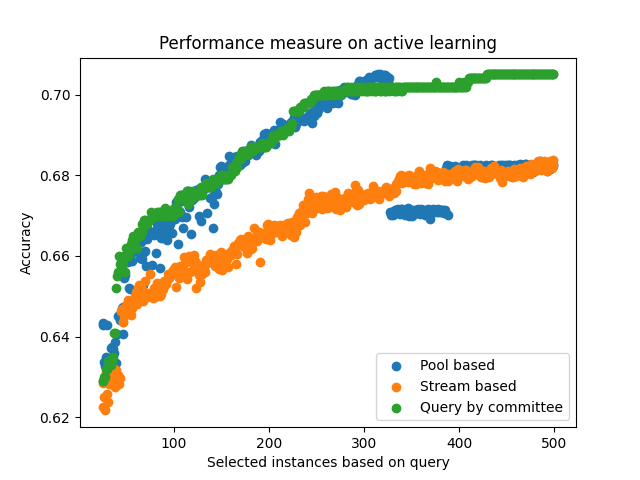 Performance measure on active learning
Accuracy
0.70
0.68
0.66
0.64
0.62
Pool based
Stream based
Query by committee
100
200
300
400
500
Selected instances based on query